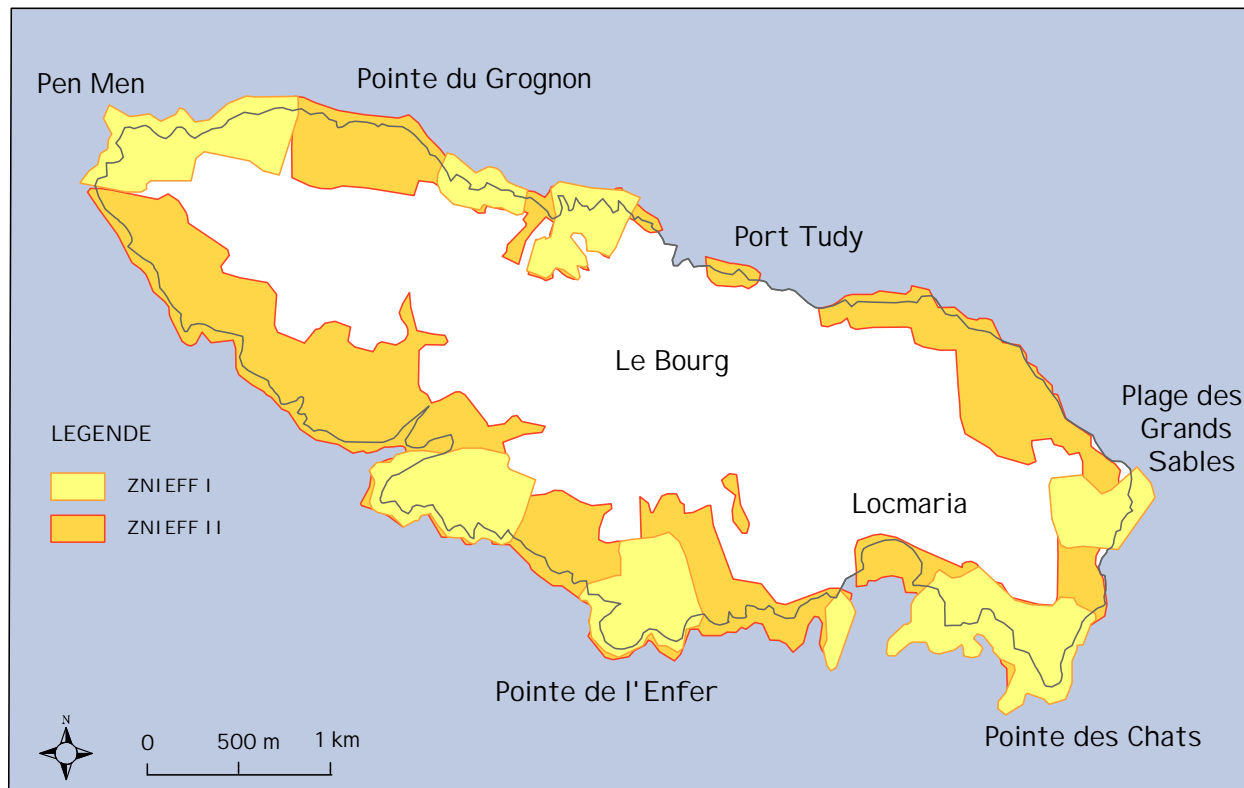 Pen Men
Pointe du Grognon
Port Tudy
Le Bourg
Plage des
Grands
Sables
LEGENDE
ZNIEFF I
ZNIEFF II
Locmaria
Pointe de l'Enfer
Pointe des Chats
N
0 500 m 1 km